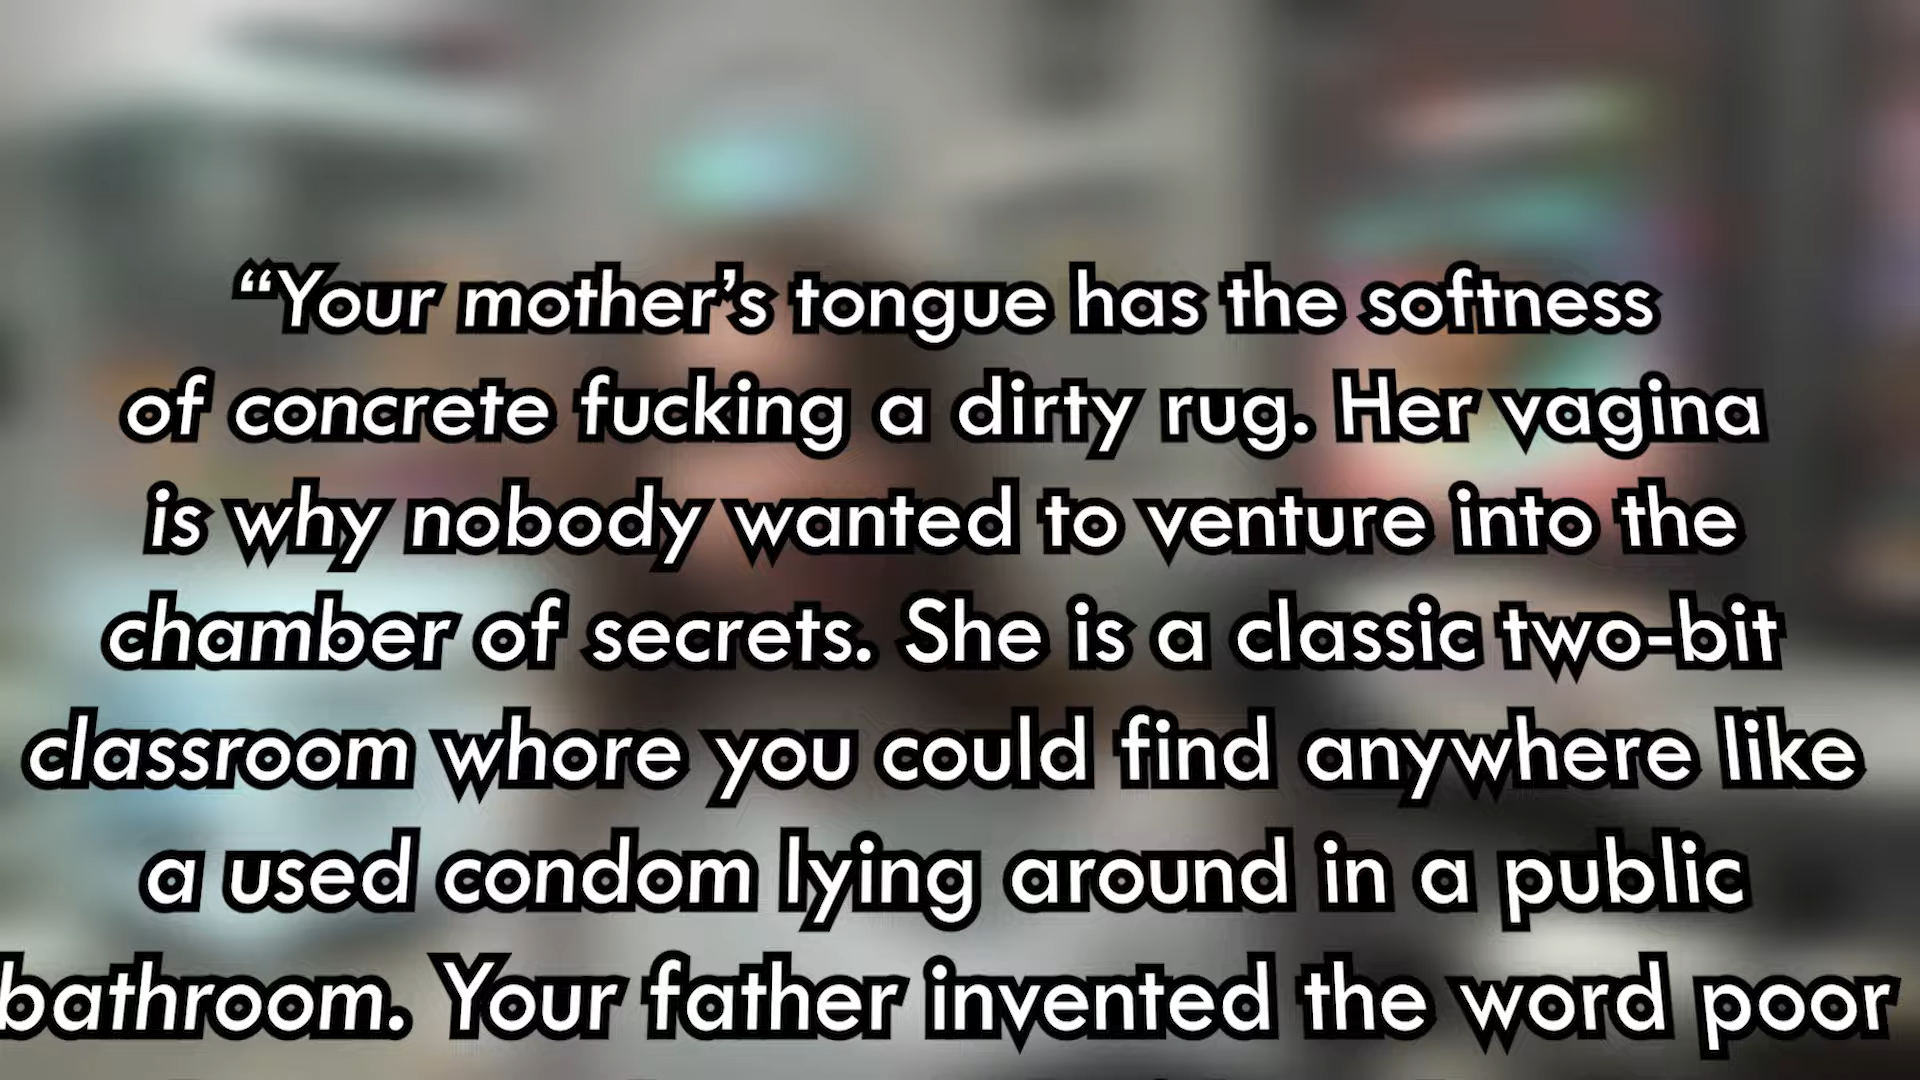 “Your mother’s tongue has the softness
of concrete fucking a dirty rug. Her vagina
is why nobody wanted to venture into the
chamber of secrets. She is a classic two-bit
classroom whore you could find anywhere like
a used condom lying around in a public
bathroom. Your father invented the word poor